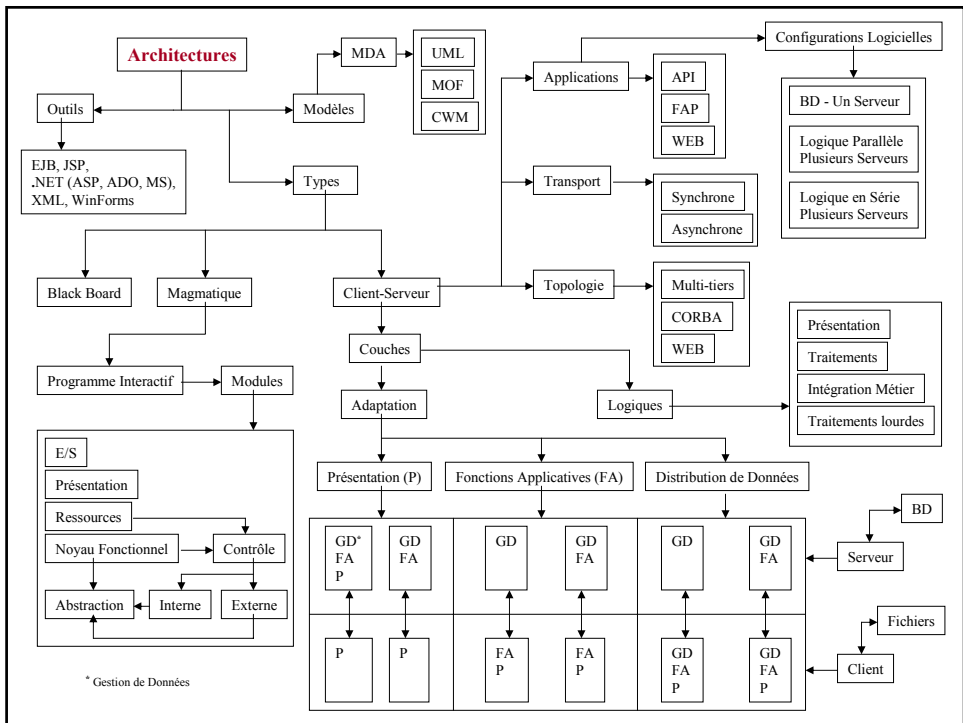 Architectures
MDA
UML
MOF
CWM
Configurations Logicielles
Applications
API
FAP
WEB
BD - Un Serveur
Logique Parallèle
Plusieurs Serveurs
Logique en Série
Plusieurs Serveurs
Outils
Modèles
EJB, JSP,
.NET (ASP, ADO, MS),
XML, WinForms
Types
Transport
Synchrone
Asynchrone
Black Board
Magmatique
Client-Serveur
Topologie
Multi-tiers
CORBA
WEB
Couches
Présentation
Traitements
Intégration Métier
Traitements lourdes
Programme Interactif
Modules
Adaptation
Logiques
E/S
Présentation
Ressources
Noyau Fonctionnel
Contrôle
Abstraction
Interne
Externe
Présentation (P)
Fonctions Applicatives (FA)
Distribution de Données
GD*
FA
P
GD
FA
GD
GD
FA
GD
GD
FA
BD
Serveur
P
P
FA
P
FA
P
GD
FA
P
GD
FA
P
Fichiers
Client
* Gestion de Données